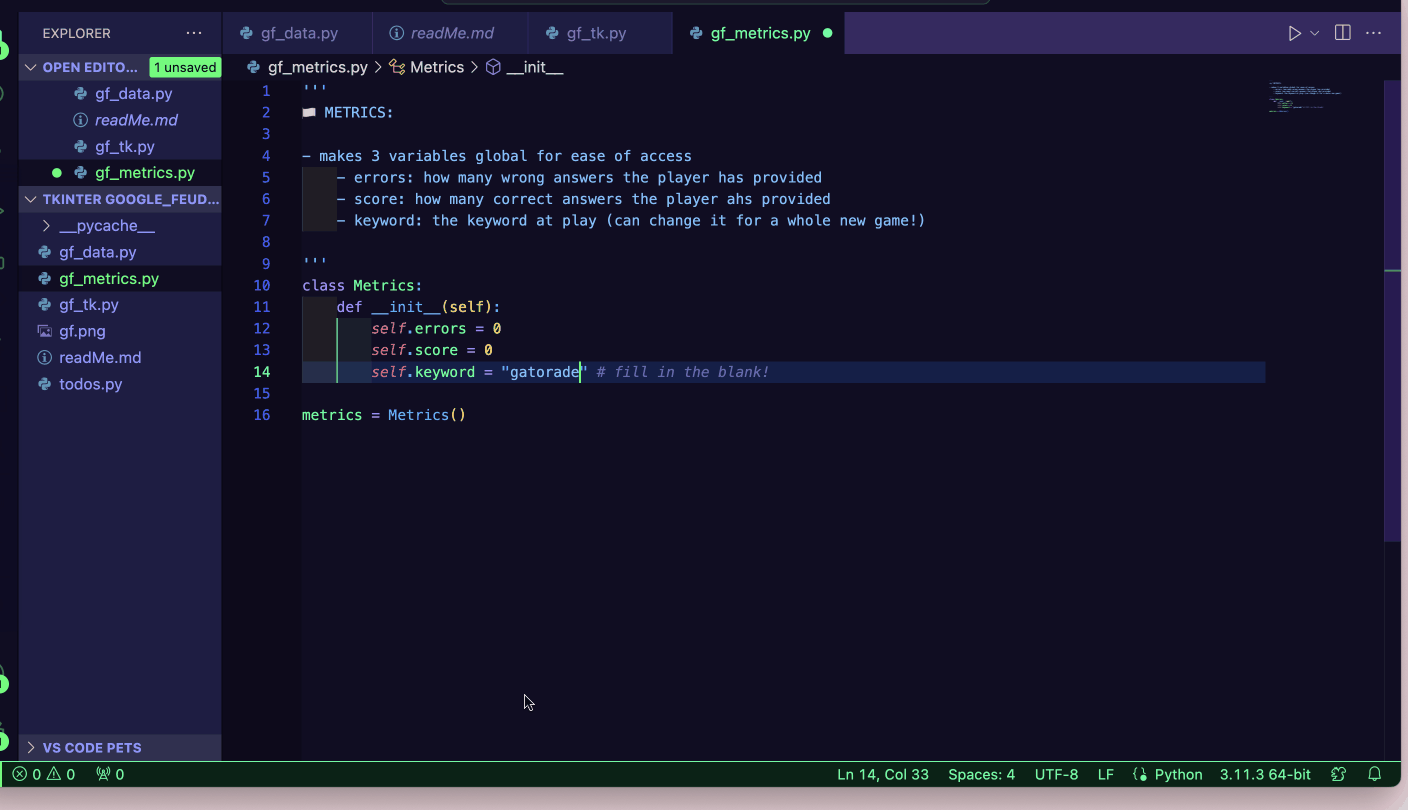 EXPLORER
gf_data.py
readMe.md
gf_tk.py
gf_metrics.py
OPEN EDITO... 1 unsaved
gf_metrics.py > Metrics > __init__
gf_data.py
readMe.md
gf_tk.py
gf_metrics.py
TKINTER GOOGLE_FEUD...
__pycache__
gf_data.py
gf_metrics.py
gf_tk.py
gf.png
readMe.md
todos.py
VS CODE PETS
1 '''
2 METRICS:
3
4 - makes 3 variables global for ease of access
5 - errors: how many wrong answers the player has provided
6 - score: how many correct answers the player ahs provided
7 - keyword: the keyword at play (can change it for a whole new game!)
8
9 '''
10 class Metrics:
11 def __init__(self):
12 self.errors = 0
13 self.score = 0
14 self.keyword = "gatorade" # fill in the blank!
15
16 metrics = Metrics()
0 0 0 Ln 14, Col 33 Spaces: 4 UTF-8 LF Python 3.11.3 64-bit